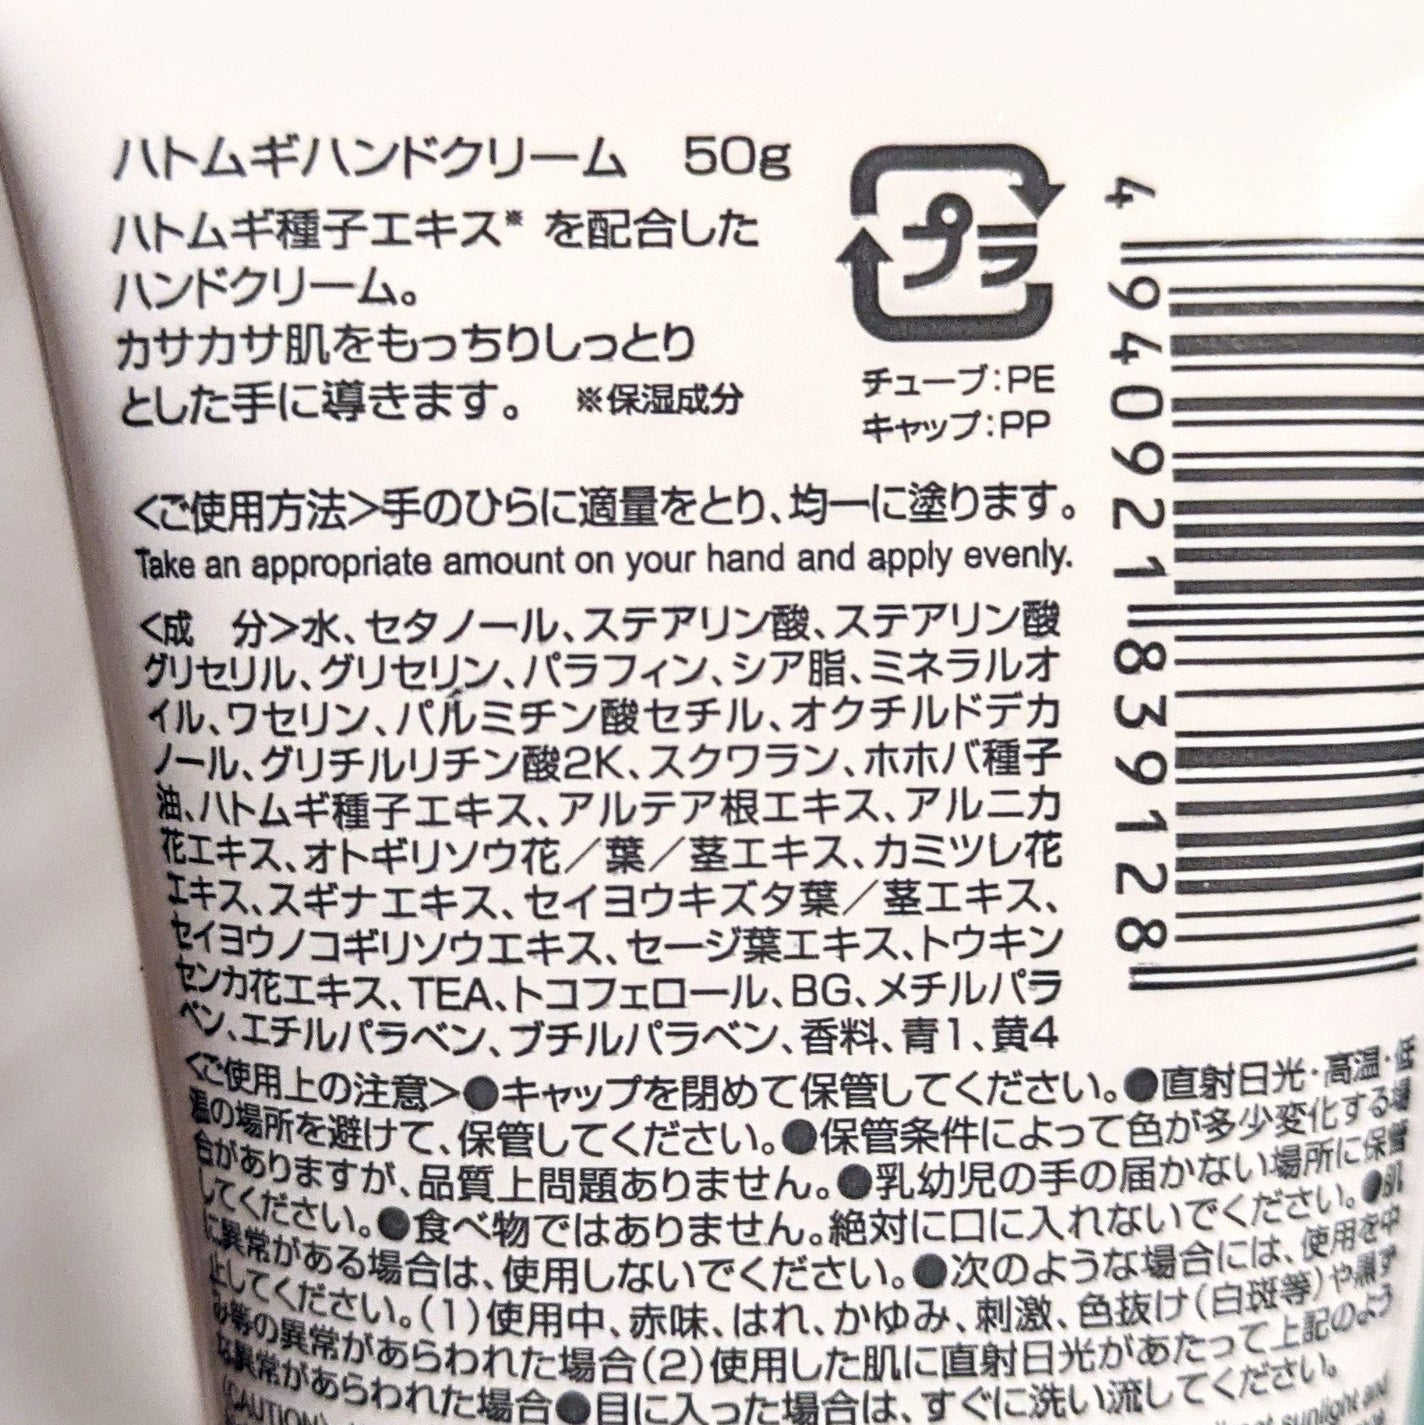 ハトムギハンドクリーム 50g
ハトムギ種子エキス※ を配合した
ハンドクリーム。
カサカサ肌をもっちりしっとり
とした手に導きます。 ※保湿成分
プラ
チューブ:PE
キャップ:PP
4 940921 839128
<ご使用方法>手のひらに適量をとり、均一に塗ります。
Take an appropriate amount on your hand and apply evenly.
<成 分>水、セタノール、ステアリン酸、ステアリン酸
グリセリル、グリセリン、パラフィン、シア脂、ミネラルオ
イル、ワセリン、パルミチン酸セチル、オクチルドデカ
ノール、グリチルリチン酸2K、スクワラン、ホホバ種子
油、ハトムギ種子エキス、アルテア根エキス、アルニカ
花エキス、オトギリソウ花／葉／茎エキス、カミツレ花
エキス、スギナエキス、セイヨウキズタ葉／茎エキス、
セイヨウノコギリソウエキス、セージ葉エキス、トウキン
センカ花エキス、TEA、トコフェロール、BG、メチルパラ
ベン、エチルパラベン、ブチルパラベン、香料、青1、黄4
<ご使用上の注意>●キャップを閉めて保管してください。●直射日光・高温・低
温の場所を避けて、保管してください。●保管条件によって色が多少変化する場
合がありますが、品質上問題ありません。●乳幼児の手の届かない場所に保管
してください。●食べ物ではありません。絶対に口に入れないでください。●肌
に異常がある場合は、使用しないでください。●次のような場合には、使用を中
止してください。(1)使用中、赤味、はれ、かゆみ、刺激、色抜け(白斑等)や黒ず
み等の異常があらわれた場合(2)使用した肌に直射日光があたって上記のよう
な異常があらわれた場合●目に入った場合は、すぐに洗い流してください。
(CAUTION) sunlight and